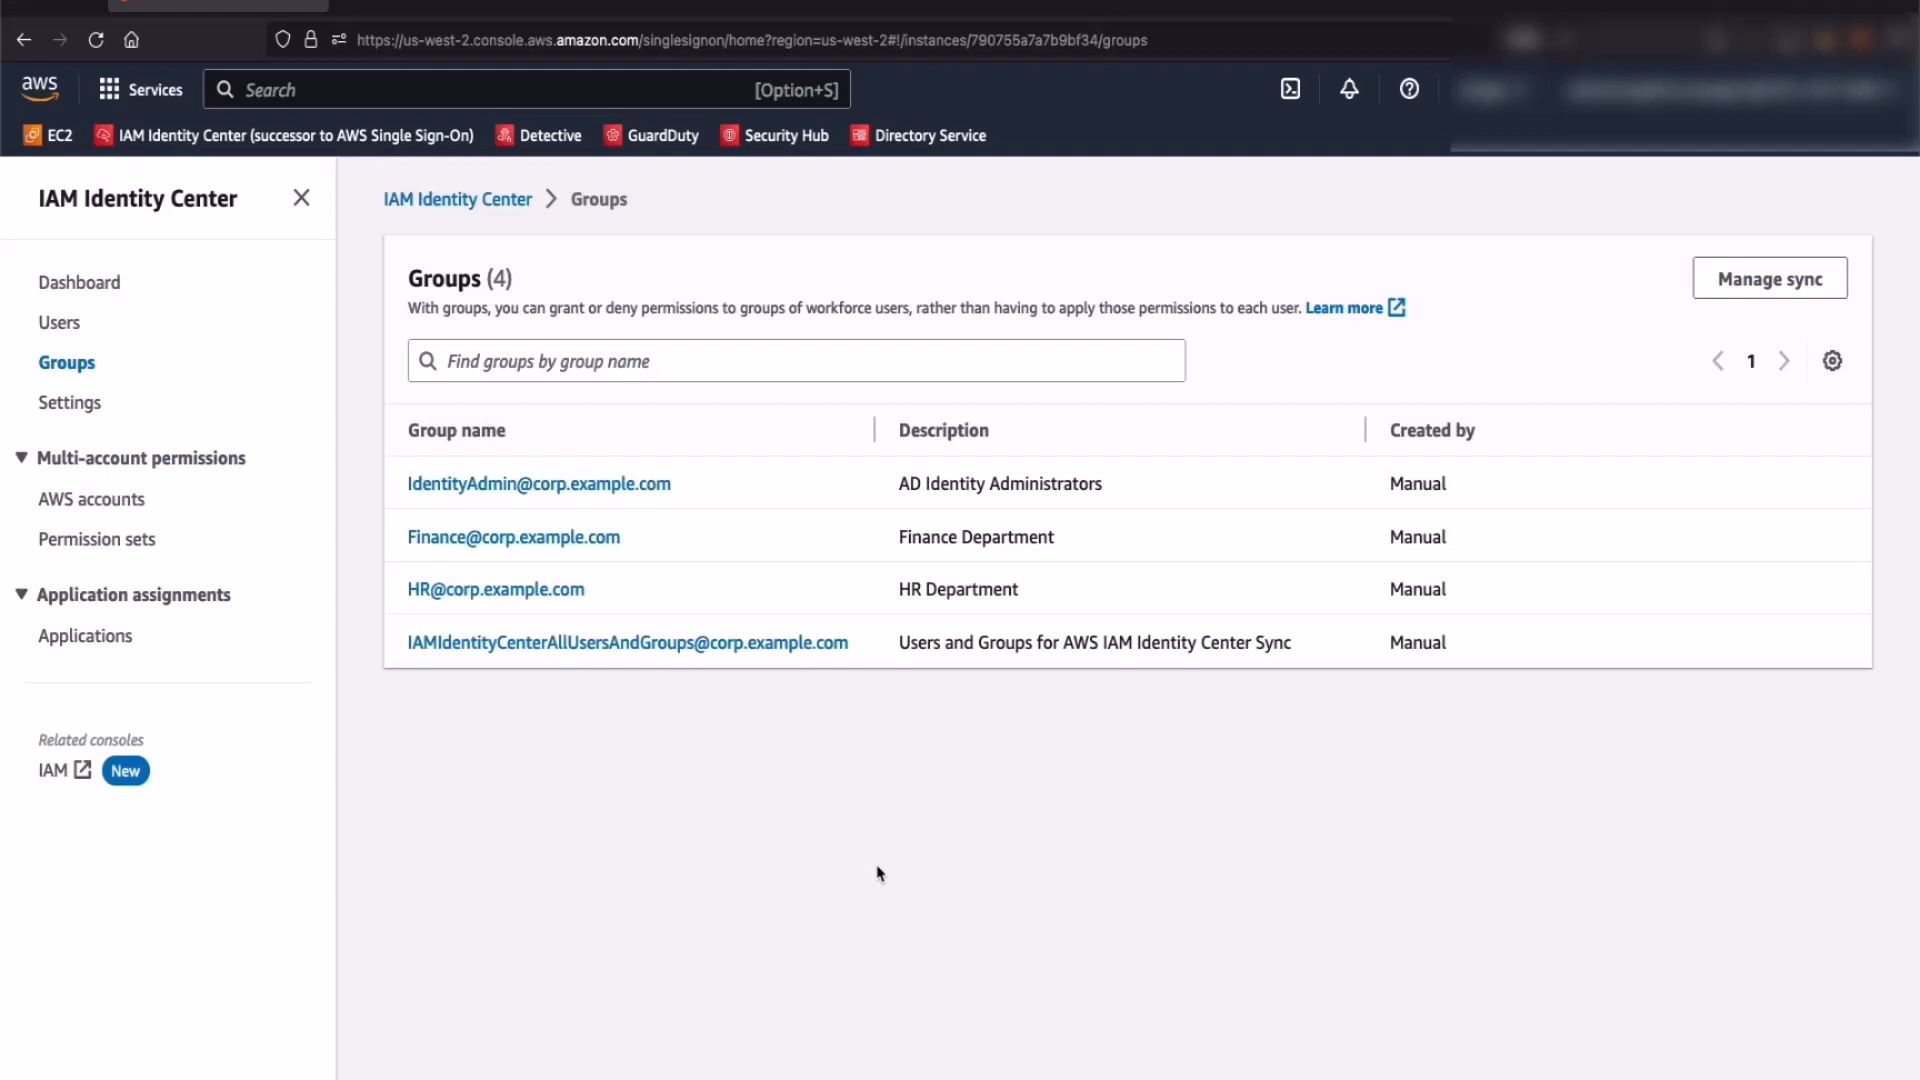 https://us-west-2.console.aws.amazon.com/singlesignon/home?region=us-west-2#!/instances/790755a7a7b9bf34/groups
aws Services Search [Option+S]
EC2 IAM Identity Center (successor to AWS Single Sign-On) Detective GuardDuty Security Hub Directory Service
IAM Identity Center
Dashboard
Users
Groups
Settings
Multi-account permissions
AWS accounts
Permission sets
Application assignments
Applications
Related consoles
IAM New
IAM Identity Center Groups
Groups (4)
Manage sync
With groups, you can grant or deny permissions to groups of workforce users, rather than having to apply those permissions to each user. Learn more
Find groups by group name
1
Group name Description Created by
IdentityAdmin@corp.example.com AD Identity Administrators Manual
Finance@corp.example.com Finance Department Manual
HR@corp.example.com HR Department Manual
IAMIdentityCenterAllUsersAndGroups@corp.example.com Users and Groups for AWS IAM Identity Center Sync Manual